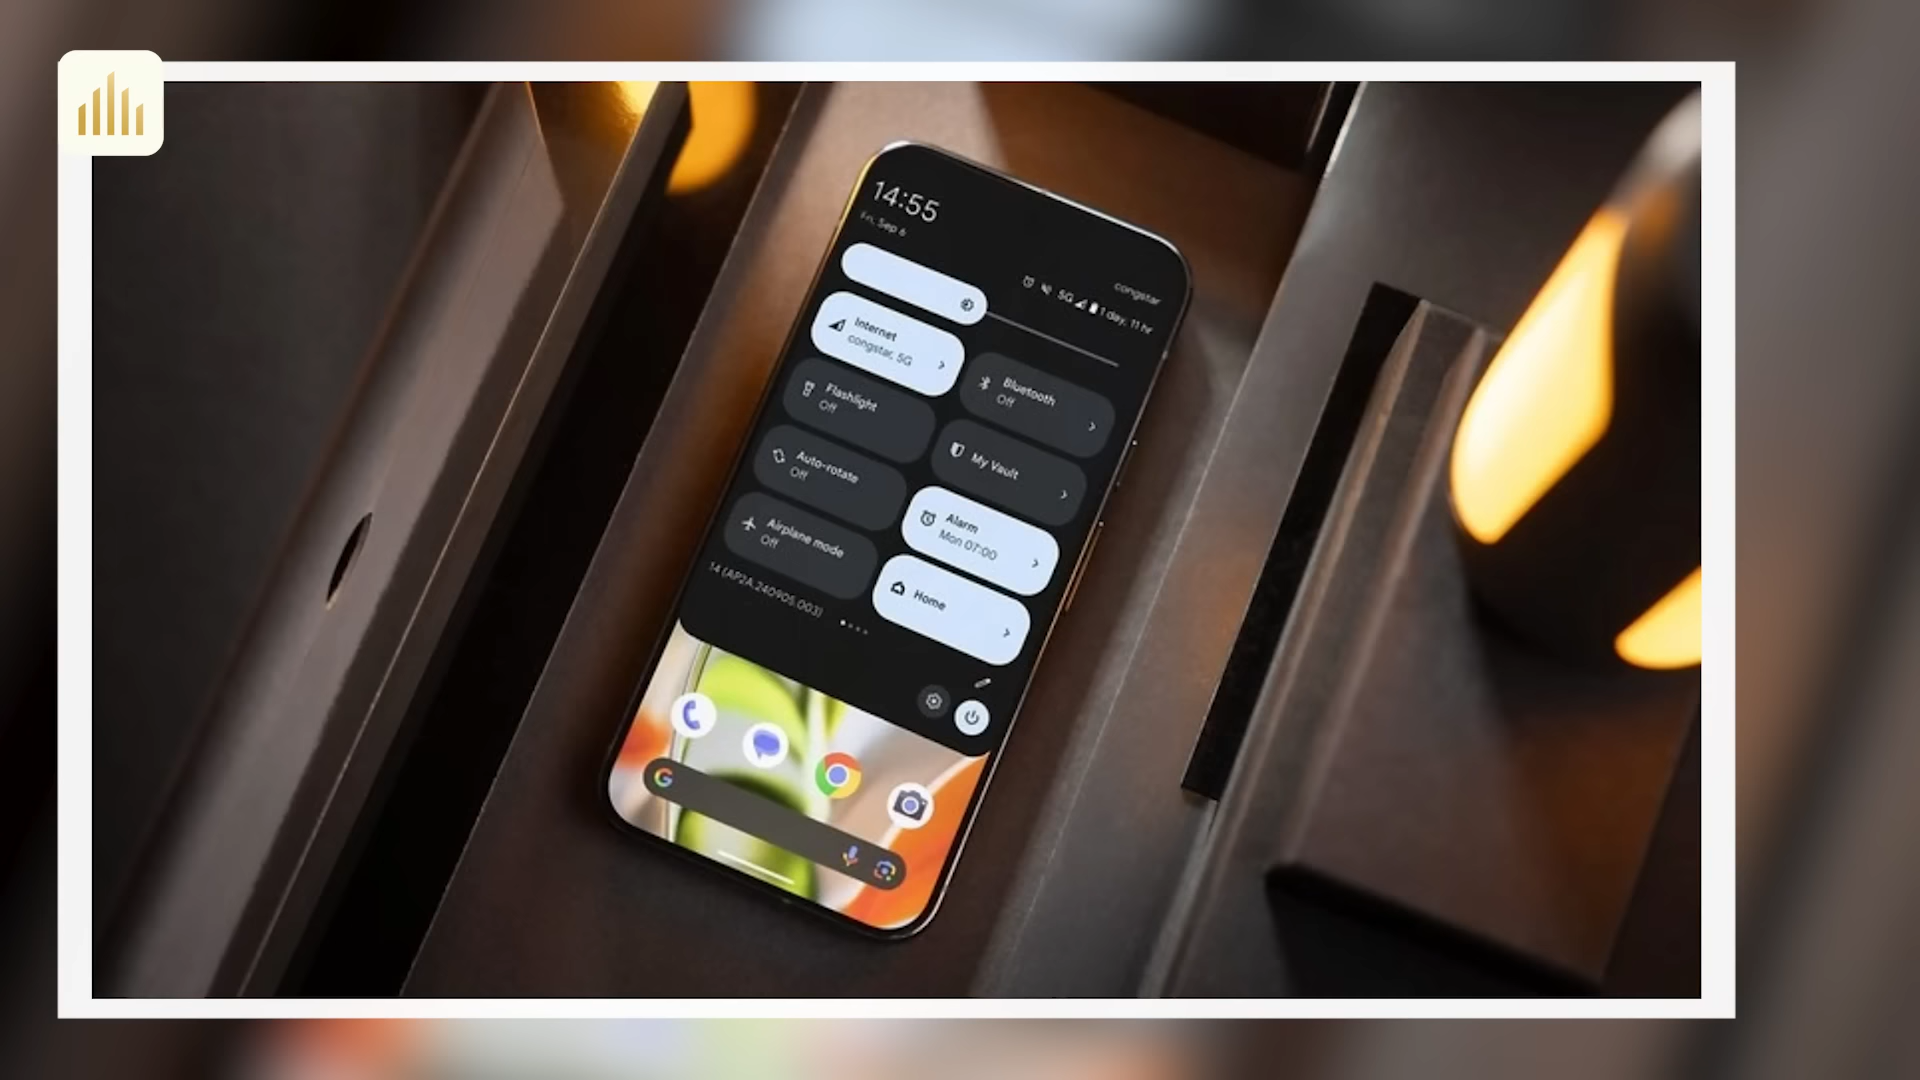 14:55
Fri, Sep 6
congstar
5G 1 day, 11 hr
Internet
congstar, 5G
Bluetooth
Off
Flashlight
Off
My Vault
Auto-rotate
Off
Alarm
Mon 07:00
Airplane mode
Off
Home
14 (AP2A.240905.003)